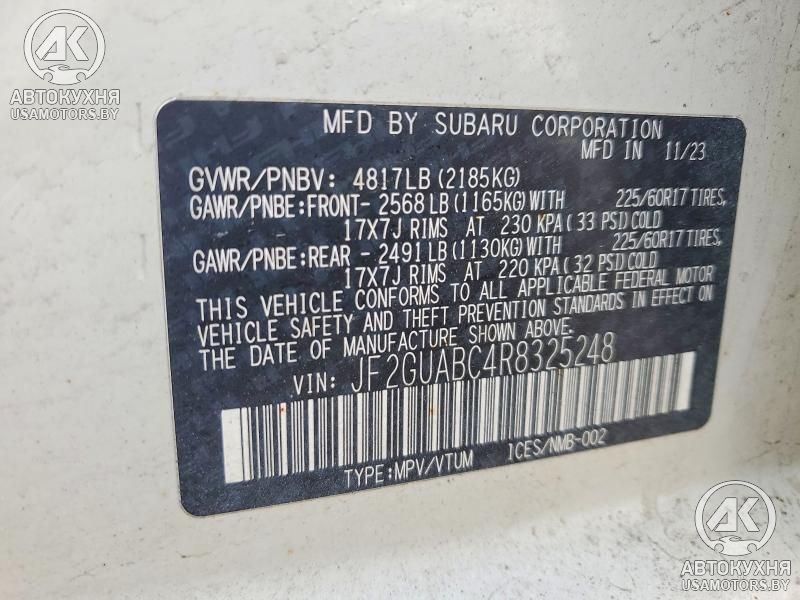 АК
АВТОКУХНЯ
USAMOTORS.BY
MFD BY SUBARU CORPORATION
MFD IN 11/23
GVWR/PNBV: 4817LB (2185KG)
GAWR/PNBE:FRONT- 2568 LB (1165KG) WITH 225/60R17 TIRES,
17X7J RIMS AT 230 KPA (33 PSI) COLD
GAWR/PNBE:REAR - 2491 LB (1130KG) WITH 225/60R17 TIRES,
17X7J RIMS AT 220 KPA (32 PSI) COLD
THIS VEHICLE CONFORMS TO ALL APPLICABLE FEDERAL MOTOR
VEHICLE SAFETY AND THEFT PREVENTION STANDARDS IN EFFECT ON
THE DATE OF MANUFACTURE SHOWN ABOVE.
VIN: JF2GUABC4R8325248
TYPE:MPV/VTUM ICES/NMB-002
АК
АВТОКУХНЯ
USAMOTORS.BY